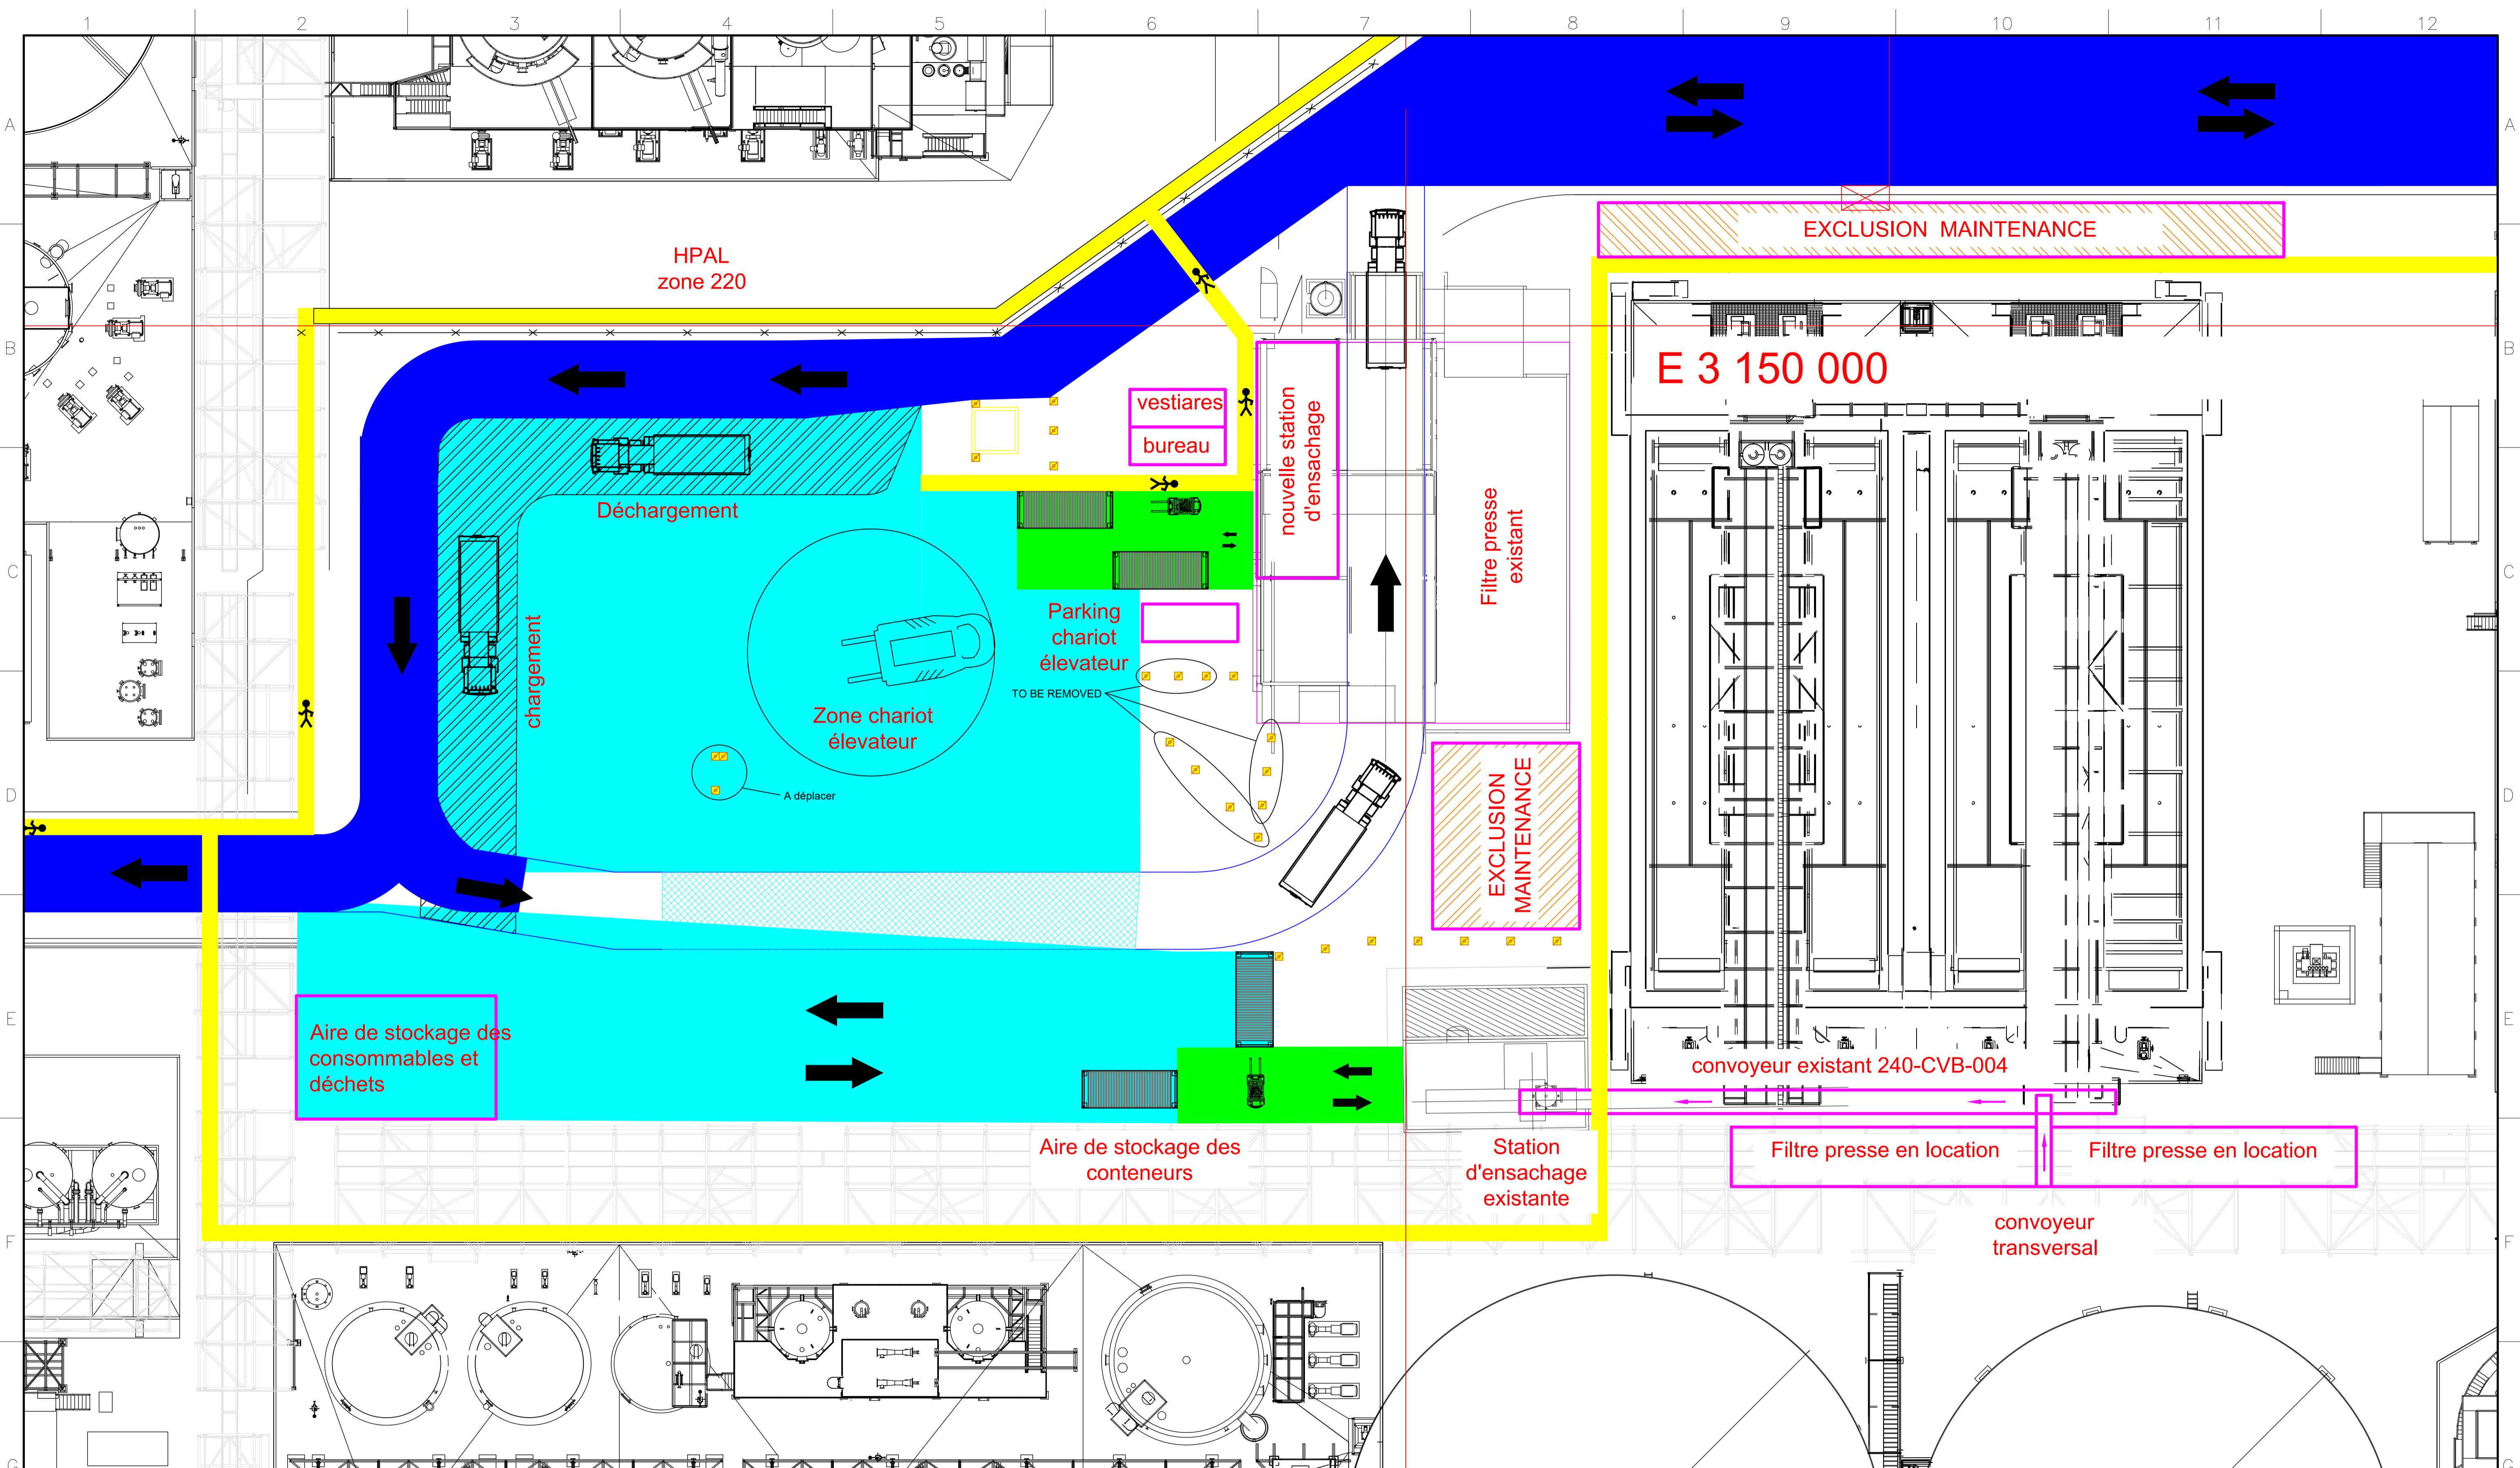 1 2 3 4 5 6 7 8 9 10 11 12
A A
EXCLUSION MAINTENANCE
HPAL
zone 220
B B
E 3 150 000
vestiares
bureau
nouvelle station
d'ensachage
Déchargement
Filtre presse
existant
C C
Parking
chariot
élevateur
chargement
TO BE REMOVED
Zone chariot
élevateur
A déplacer
D D
EXCLUSION
MAINTENANCE
E E
Aire de stockage des
consommables et
déchets
convoyeur existant 240-CVB-004
Aire de stockage des
conteneurs
Station
d'ensachage
existante
Filtre presse en location
Filtre presse en location
convoyeur
transversal
F F
G G